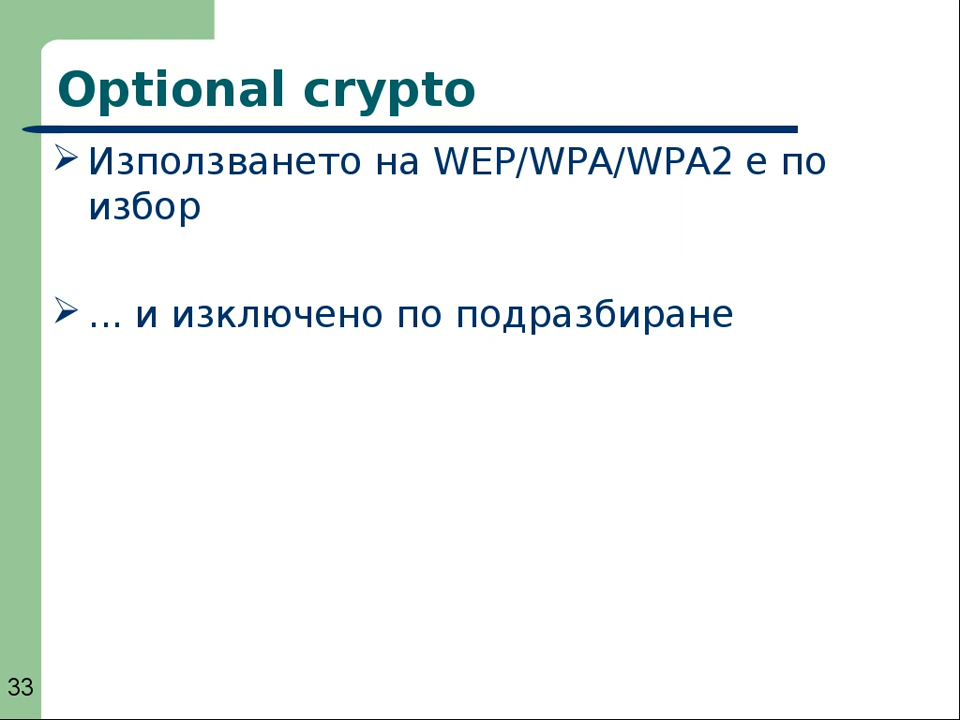 Optional crypto
Използването на WEP/WPA/WPA2 е по
избор
... и изключено по подразбиране
33